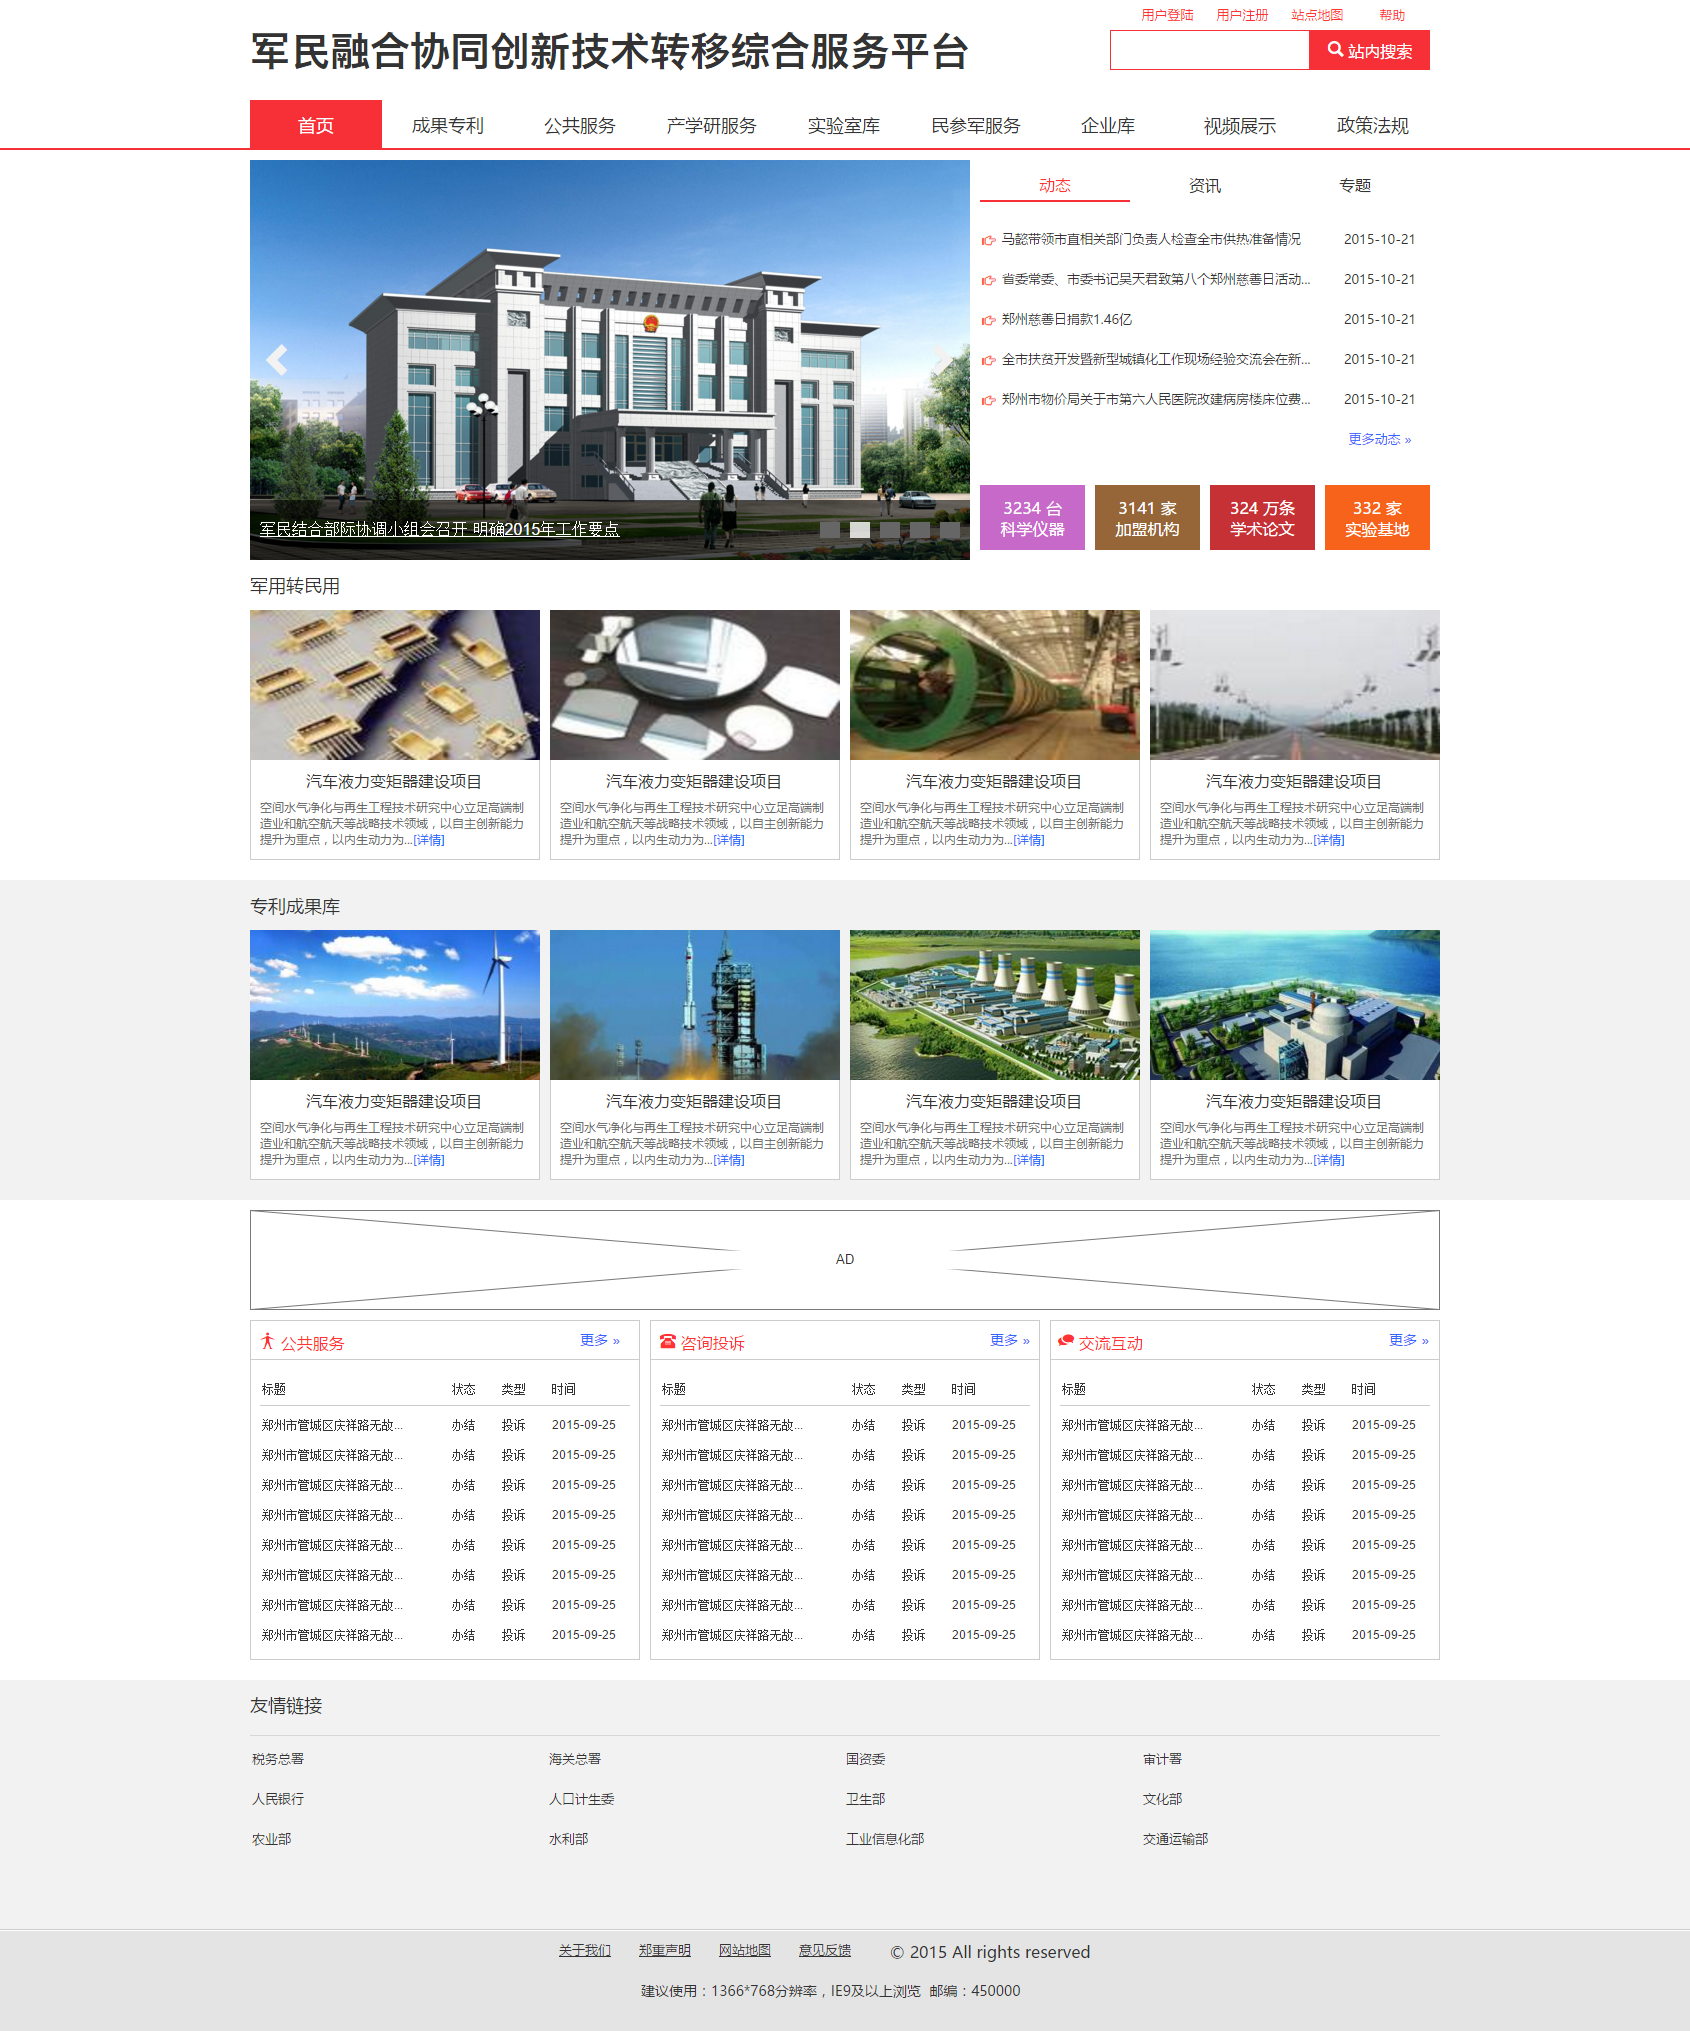 用户登陆 用户注册 站点地图 帮助
军民融合协同创新技术转移综合服务平台
站内搜索
首页 成果专利 公共服务 产学研服务 实验室库 民参军服务 企业库 视频展示 政策法规
动态 资讯 专题
马懿带领市直相关部门负责人检查全市供热准备情况 2015-10-21
省委常委、市委书记吴天君致第八个郑州慈善日活动... 2015-10-21
郑州慈善日捐款1.46亿 2015-10-21
全市扶贫开发暨新型城镇化工作现场经验交流会在新... 2015-10-21
郑州市物价局关于市第六人民医院改建病房楼床位费... 2015-10-21
更多动态 »
3234 台 3141 家 324 万条 332 家
科学仪器 加盟机构 学术论文 实验基地
军民结合部际协调小组会召开 明确2015年工作要点
军用转民用
汽车液力变矩器建设项目 汽车液力变矩器建设项目 汽车液力变矩器建设项目 汽车液力变矩器建设项目
空间水气净化与再生工程技术研究中心立足高端制 空间水气净化与再生工程技术研究中心立足高端制 空间水气净化与再生工程技术研究中心立足高端制 空间水气净化与再生工程技术研究中心立足高端制
造业和航空航天等战略技术领域，以自主创新能力 造业和航空航天等战略技术领域，以自主创新能力 造业和航空航天等战略技术领域，以自主创新能力 造业和航空航天等战略技术领域，以自主创新能力
提升为重点，以内生动力为...[详情] 提升为重点，以内生动力为...[详情] 提升为重点，以内生动力为...[详情] 提升为重点，以内生动力为...[详情]
专利成果库
汽车液力变矩器建设项目 汽车液力变矩器建设项目 汽车液力变矩器建设项目 汽车液力变矩器建设项目
空间水气净化与再生工程技术研究中心立足高端制 空间水气净化与再生工程技术研究中心立足高端制 空间水气净化与再生工程技术研究中心立足高端制 空间水气净化与再生工程技术研究中心立足高端制
造业和航空航天等战略技术领域，以自主创新能力 造业和航空航天等战略技术领域，以自主创新能力 造业和航空航天等战略技术领域，以自主创新能力 造业和航空航天等战略技术领域，以自主创新能力
提升为重点，以内生动力为...[详情] 提升为重点，以内生动力为...[详情] 提升为重点，以内生动力为...[详情] 提升为重点，以内生动力为...[详情]
AD
公共服务 更多 » 咨询投诉 更多 » 交流互动 更多 »
标题 状态 类型 时间 标题 状态 类型 时间 标题 状态 类型 时间
郑州市管城区庆祥路无故... 办结 投诉 2015-09-25 郑州市管城区庆祥路无故... 办结 投诉 2015-09-25 郑州市管城区庆祥路无故... 办结 投诉 2015-09-25
郑州市管城区庆祥路无故... 办结 投诉 2015-09-25 郑州市管城区庆祥路无故... 办结 投诉 2015-09-25 郑州市管城区庆祥路无故... 办结 投诉 2015-09-25
郑州市管城区庆祥路无故... 办结 投诉 2015-09-25 郑州市管城区庆祥路无故... 办结 投诉 2015-09-25 郑州市管城区庆祥路无故... 办结 投诉 2015-09-25
郑州市管城区庆祥路无故... 办结 投诉 2015-09-25 郑州市管城区庆祥路无故... 办结 投诉 2015-09-25 郑州市管城区庆祥路无故... 办结 投诉 2015-09-25
郑州市管城区庆祥路无故... 办结 投诉 2015-09-25 郑州市管城区庆祥路无故... 办结 投诉 2015-09-25 郑州市管城区庆祥路无故... 办结 投诉 2015-09-25
郑州市管城区庆祥路无故... 办结 投诉 2015-09-25 郑州市管城区庆祥路无故... 办结 投诉 2015-09-25 郑州市管城区庆祥路无故... 办结 投诉 2015-09-25
郑州市管城区庆祥路无故... 办结 投诉 2015-09-25 郑州市管城区庆祥路无故... 办结 投诉 2015-09-25 郑州市管城区庆祥路无故... 办结 投诉 2015-09-25
郑州市管城区庆祥路无故... 办结 投诉 2015-09-25 郑州市管城区庆祥路无故... 办结 投诉 2015-09-25 郑州市管城区庆祥路无故... 办结 投诉 2015-09-25
友情链接
税务总署 海关总署 国资委 审计署
人民银行 人口计生委 卫生部 文化部
农业部 水利部 工业信息化部 交通运输部
关于我们 郑重声明 网站地图 意见反馈 © 2015 All rights reserved
建议使用：1366*768分辨率，IE9及以上浏览 邮编：450000